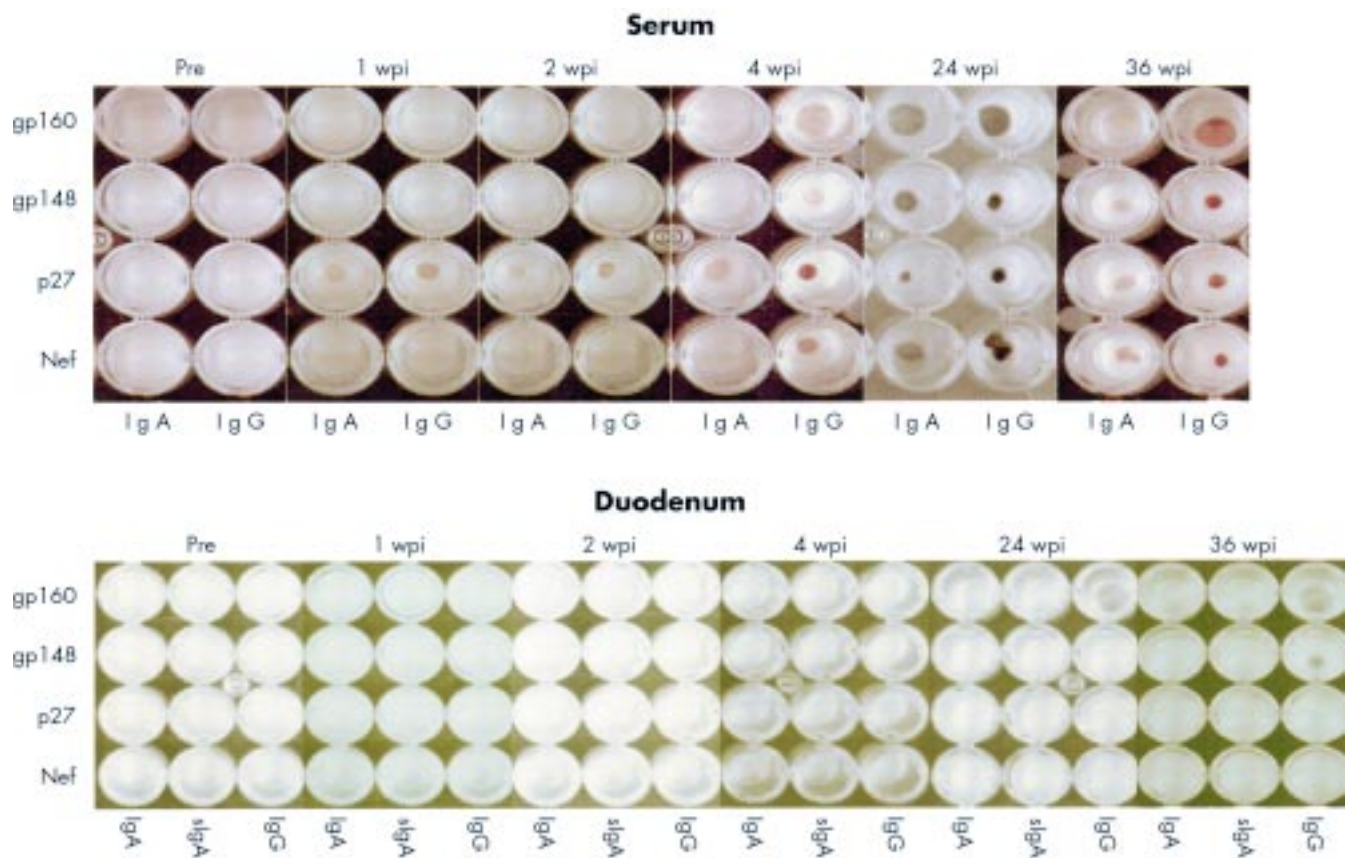 Serum
Pre 1 wpi 2 wpi 4 wpi 24 wpi 36 wpi
gp160
gp148
p27
Nef
IgA IgG IgA IgG IgA IgG IgA IgG IgA IgG IgA IgG
Duodenum
Pre 1 wpi 2 wpi 4 wpi 24 wpi 36 wpi
gp160
gp148
p27
Nef
IgA sIgA IgG IgA sIgA IgG IgA sIgA IgG IgA sIgA IgG IgA sIgA IgG IgA sIgA IgG